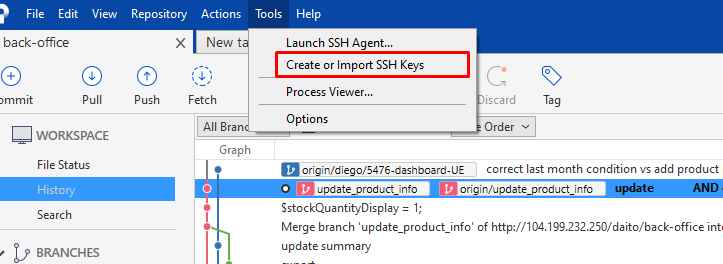 File Edit View Repository Actions Tools Help
back-office
New ta
Launch SSH Agent...
Create or Import SSH Keys
Process Viewer...
Options
ommit Pull Push Fetch Discard Tag
WORKSPACE
File Status
History
Search
BRANCHES
All Bran
e Order
Graph
origin/diego/5476-dashboard-UE correct last month condition vs add product
update_product_info origin/update_product_info update AND
$stockQuantityDisplay = 1;
Merge branch 'update_product_info' of http://104.199.232.250/daito/back-office into
update summary